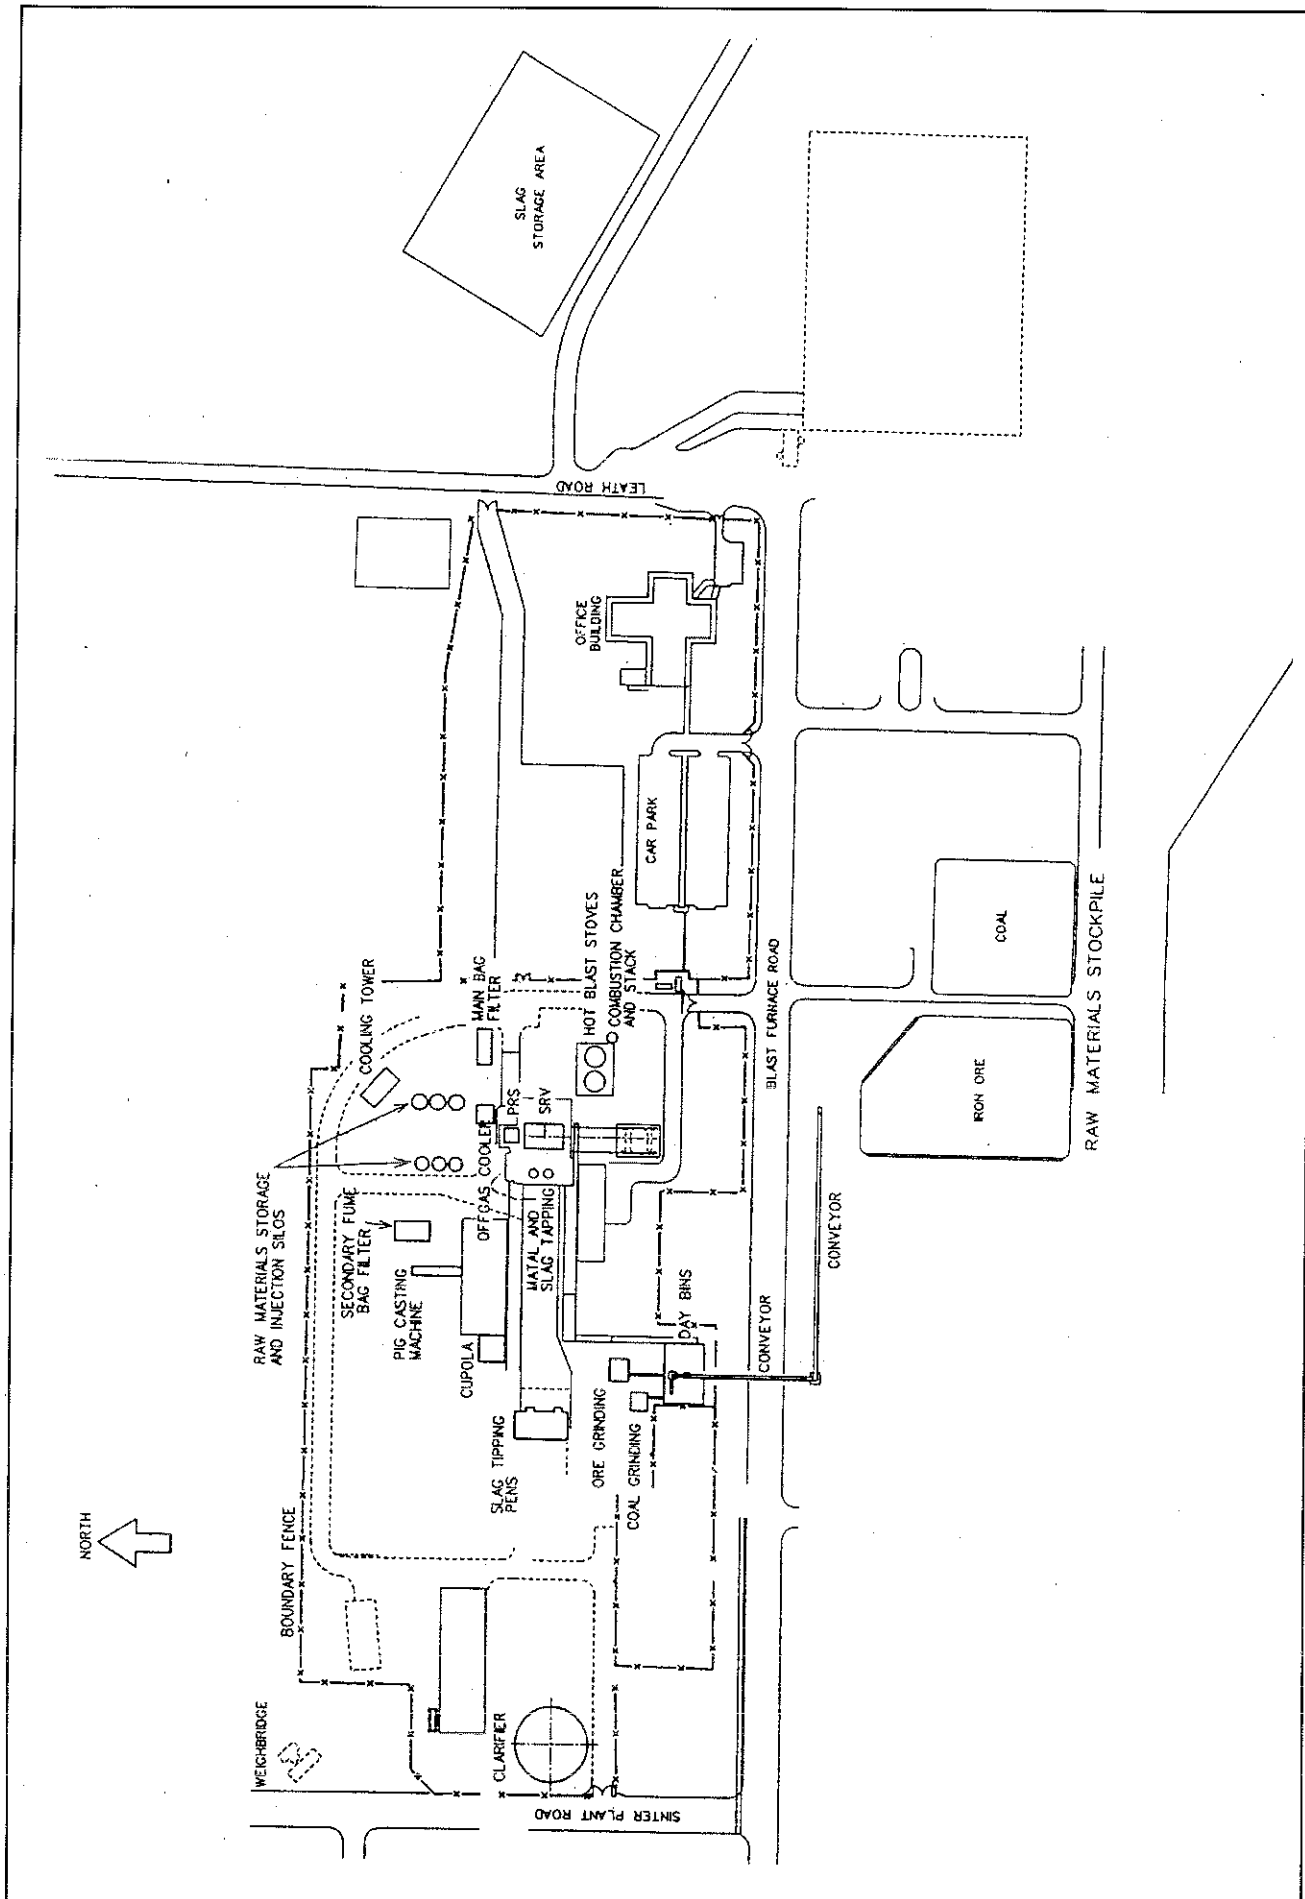 SLAG
STORAGE AREA
LEATH ROAD
OFFICE
BUILDING
CAR PARK
COAL
RAW MATERIALS STOCKPILE
IRON ORE
BLAST FURNACE ROAD
HOT BLAST STOVES
COMBUSTION CHAMBER
AND STACK
MAIN BAG
FILTER
COOLING TOWER
PRS
SRV
OFFGAS COOLER
MATAL AND
SLAG TAPPING
RAW MATERIALS STORAGE
AND INJECTION SILOS
SECONDARY FUME
BAG FILTER
PIG CASTING
MACHINE
CUPOLA
DAY BINS
CONVEYOR
CONVEYOR
ORE GRINDING
COAL GRINDING
SLAG TIPPING
PENS
NORTH
BOUNDARY FENCE
WEIGHBRIDGE
CLARIFIER
SINTER PLANT ROAD